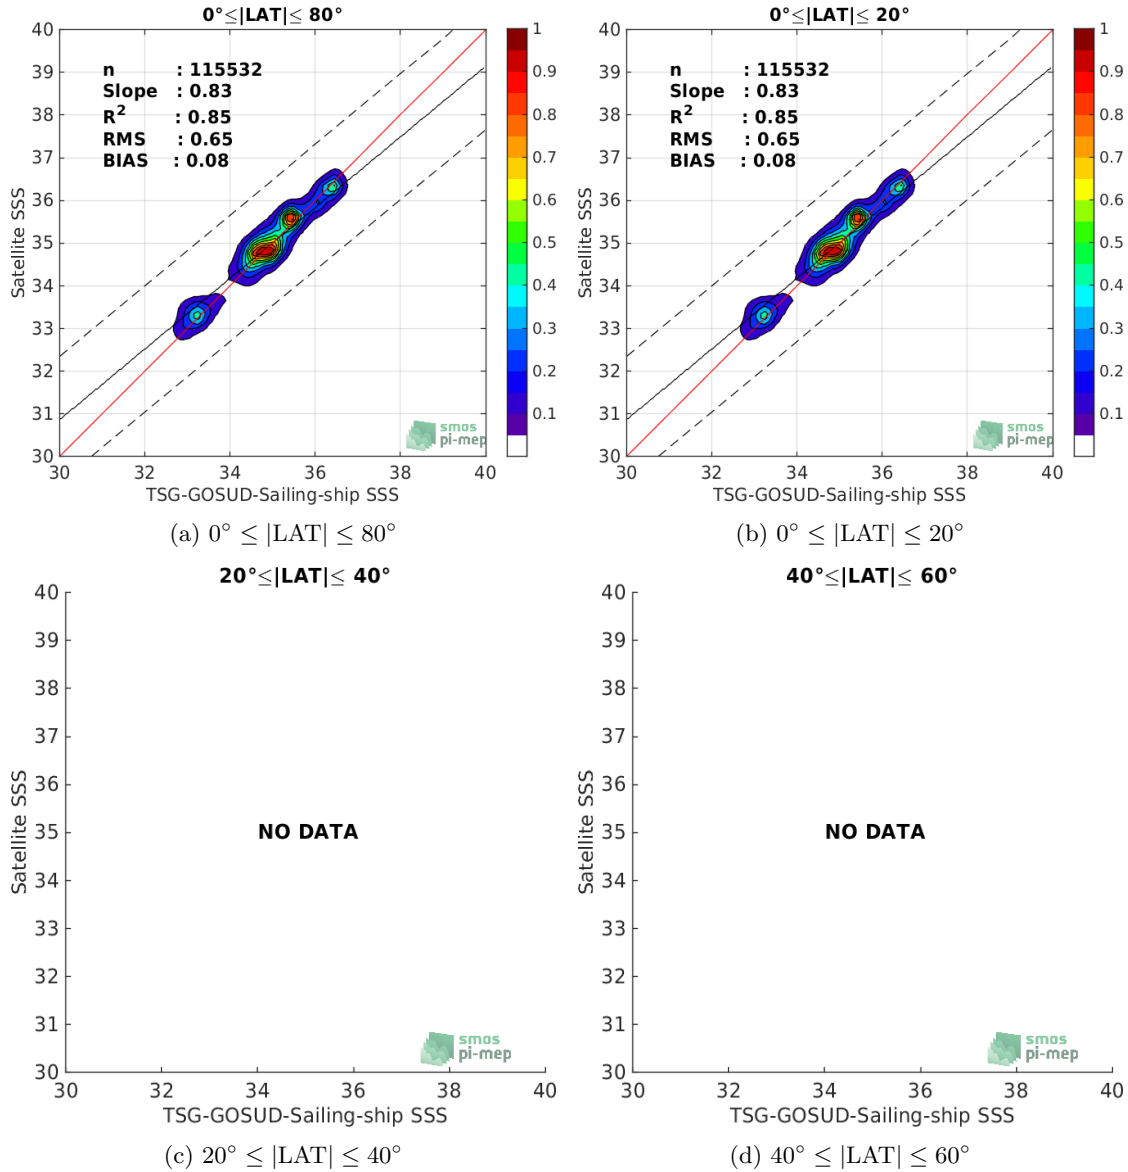 0°≤|LAT|≤ 80°
40
39
38
37
36
35
34
33
32
31
30
Satellite SSS
n : 115532
Slope : 0.83
R2 : 0.85
RMS : 0.65
BIAS : 0.08
smos
pi-mep
30 32 34 36 38 40
TSG-GOSUD-Sailing-ship SSS
1
0.9
0.8
0.7
0.6
0.5
0.4
0.3
0.2
0.1
(a) 0° ≤ |LAT| ≤ 80°
0°≤|LAT|≤ 20°
40
39
38
37
36
35
34
33
32
31
30
Satellite SSS
n : 115532
Slope : 0.83
R2 : 0.85
RMS : 0.65
BIAS : 0.08
smos
pi-mep
30 32 34 36 38 40
TSG-GOSUD-Sailing-ship SSS
1
0.9
0.8
0.7
0.6
0.5
0.4
0.3
0.2
0.1
(b) 0° ≤ |LAT| ≤ 20°
20°≤|LAT|≤ 40°
40
39
38
37
36
35
34
33
32
31
30
Satellite SSS
NO DATA
smos
pi-mep
30 32 34 36 38 40
TSG-GOSUD-Sailing-ship SSS
(c) 20° ≤ |LAT| ≤ 40°
40°≤|LAT|≤ 60°
40
39
38
37
36
35
34
33
32
31
30
Satellite SSS
NO DATA
smos
pi-mep
30 32 34 36 38 40
TSG-GOSUD-Sailing-ship SSS
(d) 40° ≤ |LAT| ≤ 60°